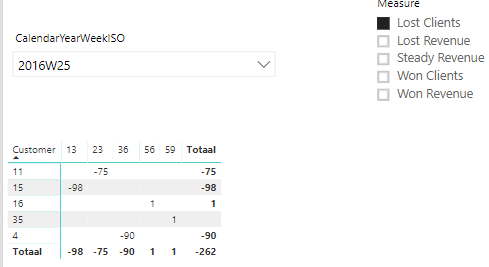 Measure
Lost Clients
Lost Revenue
Steady Revenue
Won Clients
Won Revenue
CalendarYearWeekISO
2016W25
Customer 13 23 36 56 59 Totaal
11 -75 -75
15 -98 -98
16 1 1
35 1
4 -90 -90
Totaal -98 -75 -90 1 1 -262